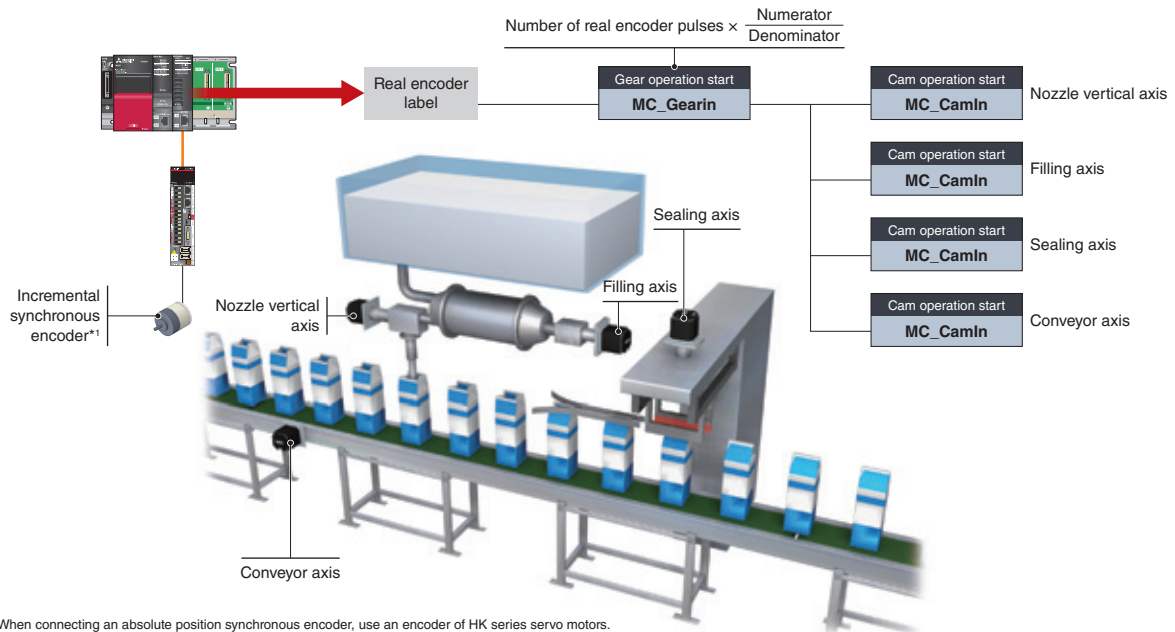 Number of real encoder pulses × Numerator
Denominator
Real encoder
label
Gear operation start
MC_Gearin
Cam operation start
MC_CamIn
Nozzle vertical axis
Cam operation start
MC_CamIn
Filling axis
Cam operation start
MC_CamIn
Sealing axis
Cam operation start
MC_CamIn
Conveyor axis
Incremental
synchronous
encoder*1
Nozzle vertical
axis
Filling axis
Sealing axis
Conveyor axis
When connecting an absolute position synchronous encoder, use an encoder of HK series servo motors.